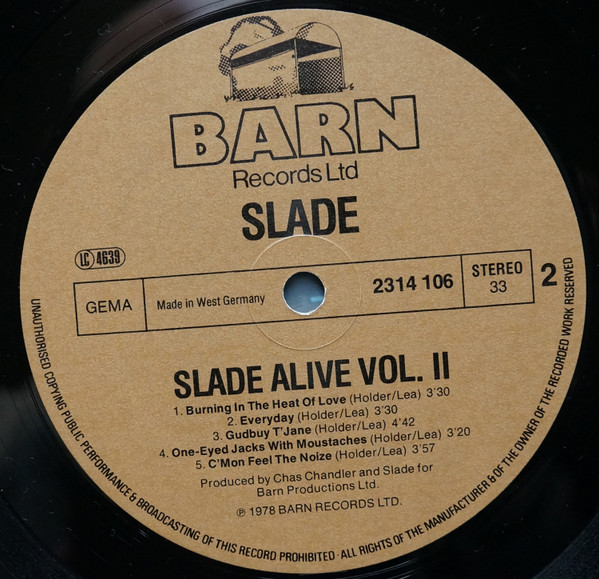 BARN
Records Ltd
SLADE
LC 4639
GEMA
Made in West Germany
2314 106
STEREO
33
2
SLADE ALIVE VOL. II
1. Burning In The Heat Of Love (Holder/Lea) 3'30
2. Everyday (Holder/Lea) 3'30
3. Gudbuy T'Jane (Holder/Lea) 4'42
4. One-Eyed Jacks With Moustaches (Holder/Lea) 3'20
5. C'Mon Feel The Noize (Holder/Lea) 3'57
Produced by Chas Chandler and Slade for
Barn Productions Ltd.
℗ 1978 BARN RECORDS LTD.
UNAUTHORISED COPYING PUBLIC PERFORMANCE & BROADCASTING OF THIS RECORD PROHIBITED · ALL RIGHTS OF THE MANUFACTURER & OF THE OWNER OF THE RECORDED WORK RESERVED